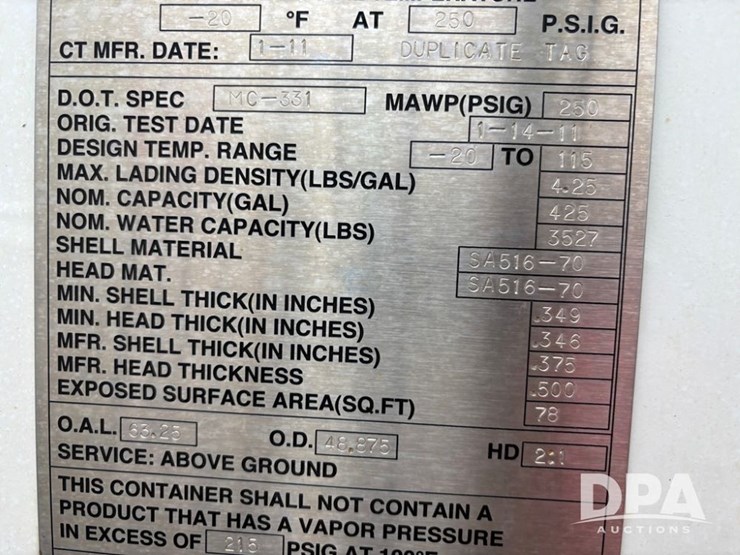 -20 °F AT 250 P.S.I.G.
CT MFR. DATE: 1-11 DUPLICATE TAG
D.O.T. SPEC MC-331 MAWP(PSIG) 250
ORIG. TEST DATE 1-14-11
DESIGN TEMP. RANGE -20 TO 115
MAX. LADING DENSITY(LBS/GAL) 4.25
NOM. CAPACITY(GAL) 425
NOM. WATER CAPACITY(LBS) 3527
SHELL MATERIAL SA516-70
HEAD MAT. SA516-70
MIN. SHELL THICK(IN INCHES) .349
MIN. HEAD THICK(IN INCHES) .346
MFR. SHELL THICK(IN INCHES) .375
MFR. HEAD THICKNESS .500
EXPOSED SURFACE AREA(SQ.FT) 78
O.A.L. 63.25 O.D. 48.875 HD 2:1
SERVICE: ABOVE GROUND
THIS CONTAINER SHALL NOT CONTAIN A
PRODUCT THAT HAS A VAPOR PRESSURE
IN EXCESS OF 215 PSIG AT 100°F
DPA
AUCTIONS